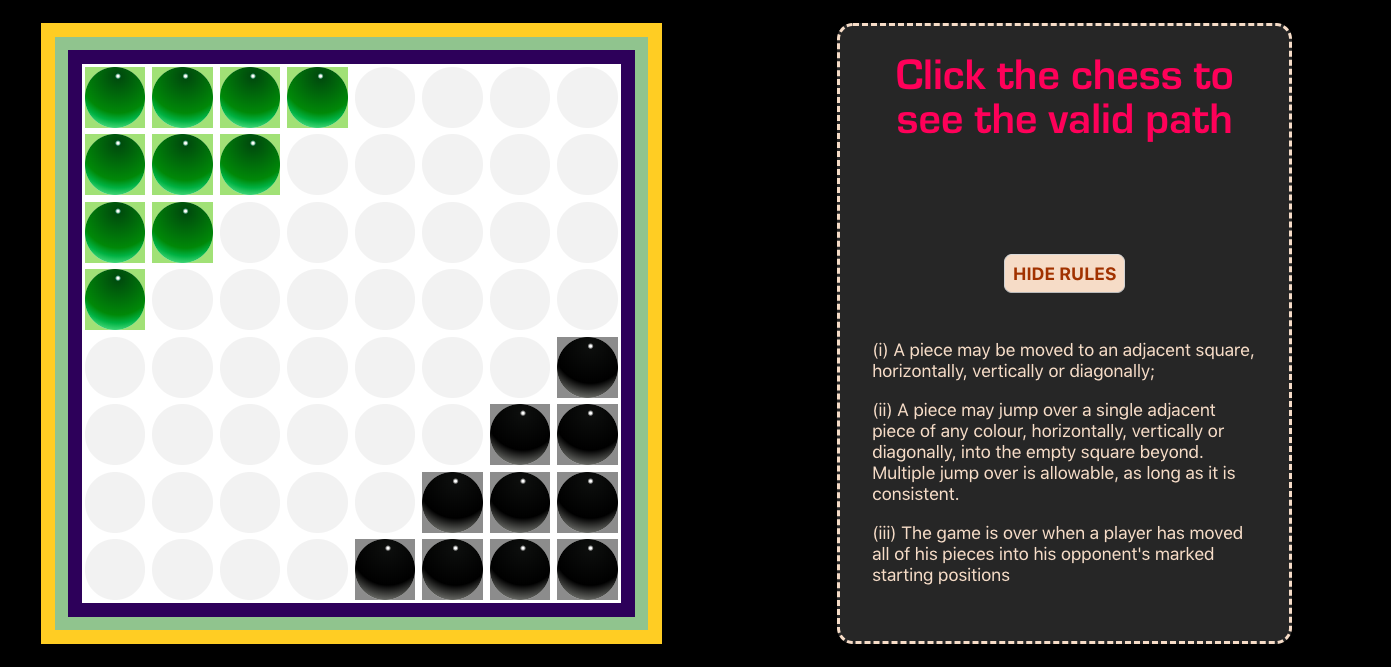 Click the chess to
see the valid path
HIDE RULES
(i) A piece may be moved to an adjacent square,
horizontally, vertically or diagonally;
(ii) A piece may jump over a single adjacent
piece of any colour, horizontally, vertically or
diagonally, into the empty square beyond.
Multiple jump over is allowable, as long as it is
consistent.
(iii) The game is over when a player has moved
all of his pieces into his opponent's marked
starting positions